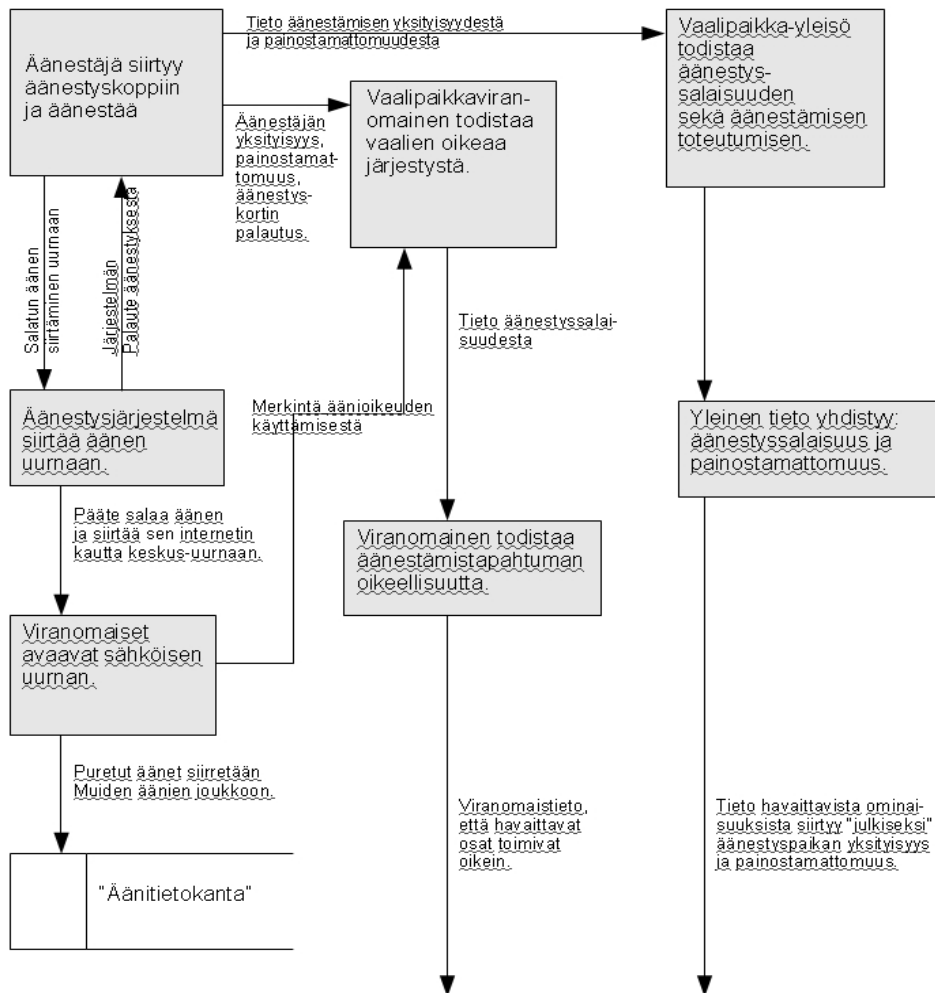 Tieto äänestämisen yksityisyydestä
ja painostamattomuudesta
Äänestäjä siirtyy
äänestyskoppiin
ja äänestää
Vaalipaikka-yleisö
todistaa
äänestys-
salaisuuden
sekä äänestämisen
toteutumisen.
Vaalipaikkaviran-
omainen todistaa
vaalien oikeaa
järjestystä.
Äänestäjän
yksityisyys,
painostamat-
tomuus,
äänestys-
kortin
palautus.
Salatun äänen
siirtäminen uurnaan
Järjestelmän
Palaute äänestyksestä
Tieto äänestyssalai-
suudesta
Äänestysjärjestelmä
siirtää äänen
uurnaan.
Merkintä äänioikeuden
käyttämisestä
Yleinen tieto yhdistyy:
äänestyssalaisuus ja
painostamattomuus.
Pääte salaa äänen
ja siirtää sen internetin
kautta keskus-uurnaan.
Viranomainen todistaa
äänestämistapahtuman
oikeellisuutta.
Viranomaiset
avaavat sähköisen
uurnan.
Puretut äänet siirretään
Muiden äänien joukkoon.
Viranomaistieto,
että havaittavat
osat toimivat
oikein.
Tieto havaittavista ominai-
suuksista siirtyy "julkiseksi"
äänestyspaikan yksityisyys
ja painostamattomuus.
"Äänitietokanta"